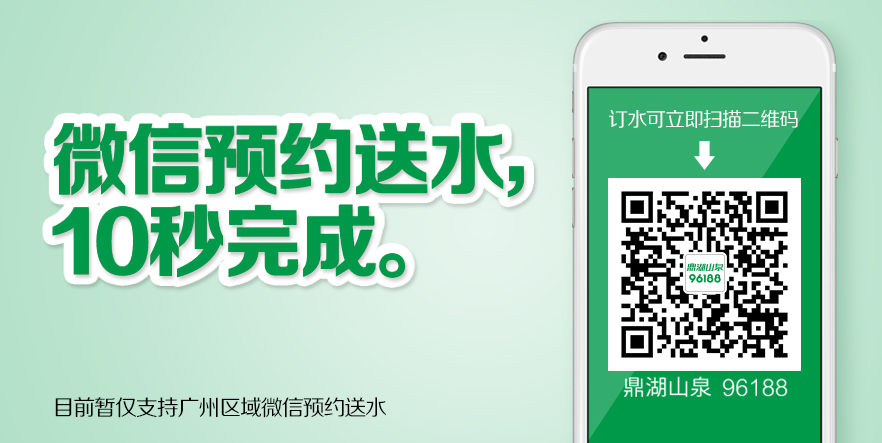 微信预约送水,
10秒完成。
目前暂仅支持广州区域微信预约送水
订水可立即扫描二维码
鼎湖山泉
96188
鼎湖山泉 96188